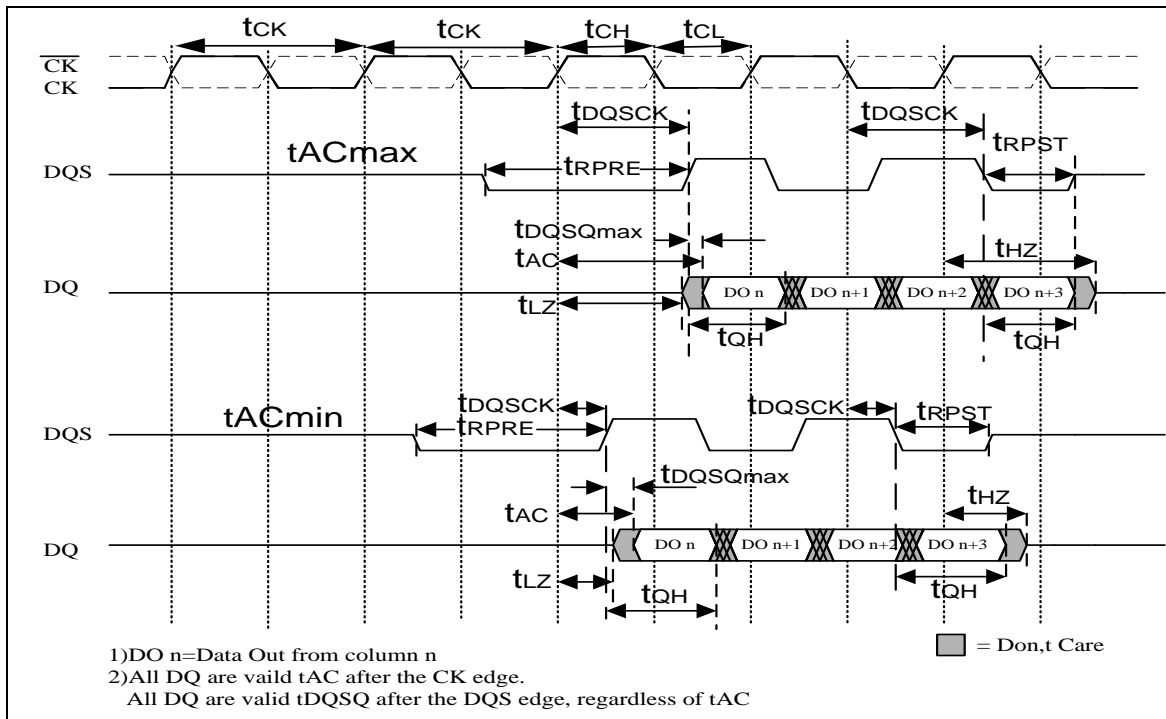 tCK tCK tCH tCL
CK
CK
tDQSCK tDQSCK
tACmax tRPST
DQS tRPRE
tDQSQmax
tAC tHZ
DQ DO n DO n+1 DO n+2 DO n+3
tLZ
tQH tQH
tDQSCK tDQSCK tRPST
tACmin
DQS tRPRE
tDQSQmax
tAC tHZ
DQ DO n DO n+1 DO n+2 DO n+3
tLZ tQH tQH
= Don,t Care
1)DO n=Data Out from column n
2)All DQ are vaild tAC after the CK edge.
All DQ are valid tDQSQ after the DQS edge, regardless of tAC